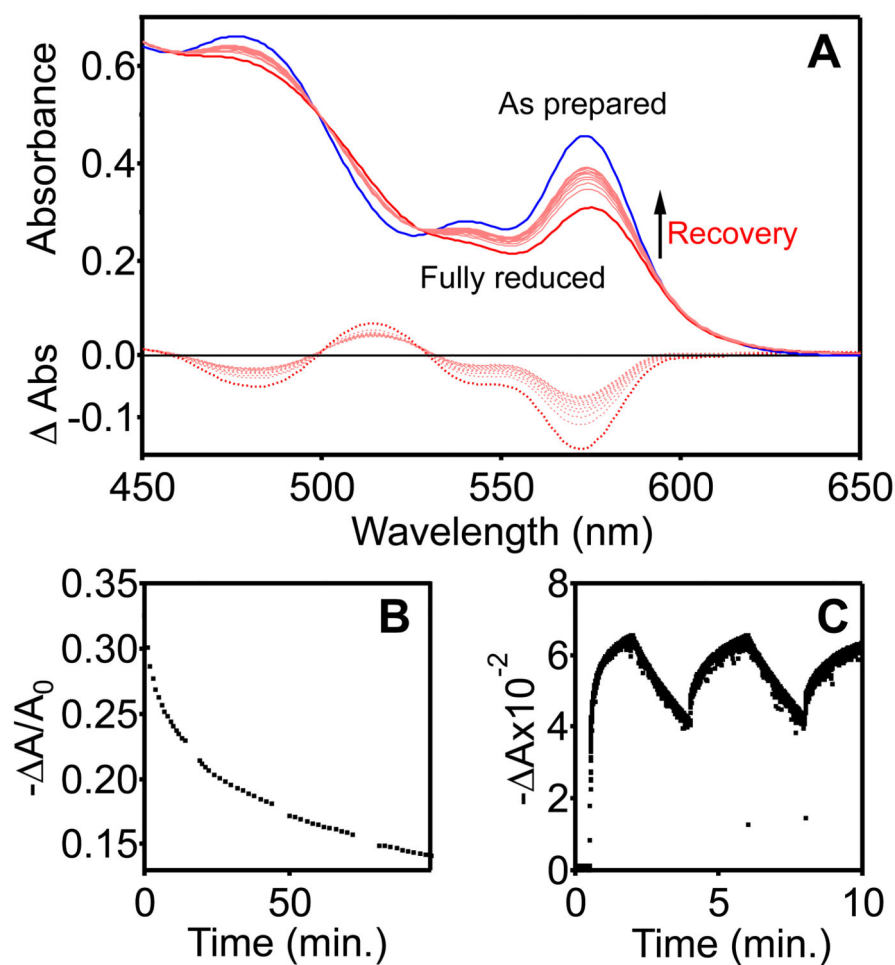 A
Absorbance
0.6
0.4
0.2
As prepared
Recovery
Fully reduced
Δ Abs
0.0
-0.1
450 500 550 600 650
Wavelength (nm)
B
-ΔA/A0
0.35
0.30
0.25
0.20
0.15
0 50
Time (min.)
C
-ΔAx10-2
8
6
4
2
0
0 5 10
Time (min.)